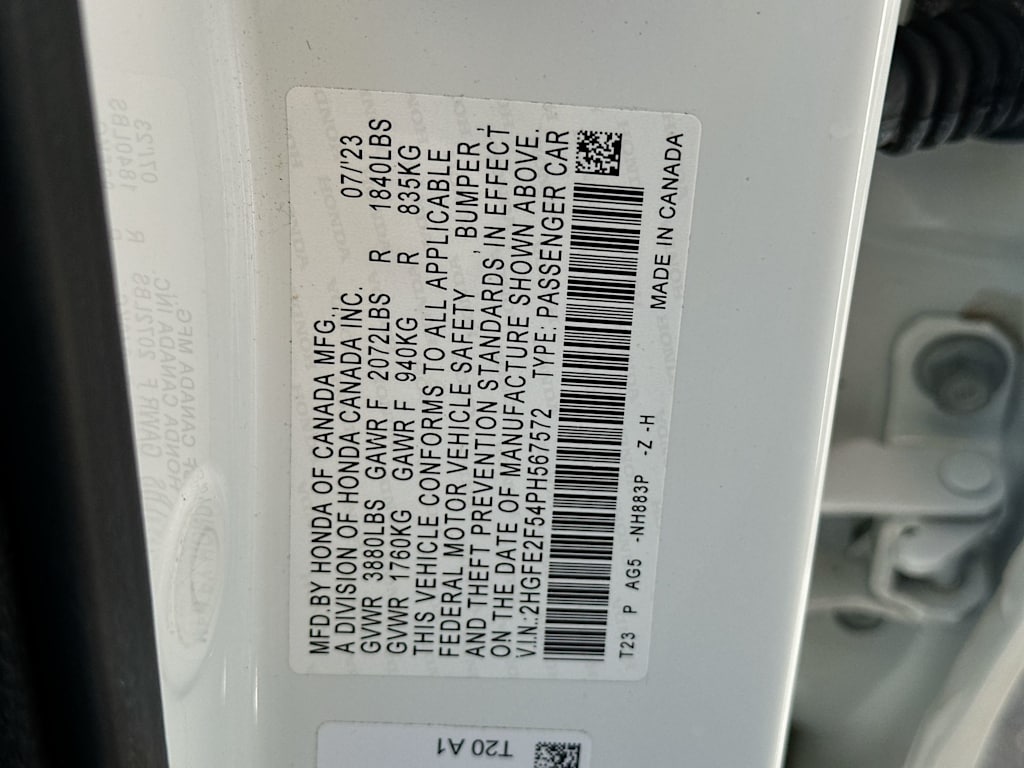 MFD.BY HONDA OF CANADA MFG.,
A DIVISION OF HONDA CANADA INC. 07/'23
GVWR 3880LBS GAWR F 2072LBS R 1840LBS
GVWR 1760KG GAWR F 940KG R 835KG
THIS VEHICLE CONFORMS TO ALL APPLICABLE
FEDERAL MOTOR VEHICLE SAFETY, BUMPER,
AND THEFT PREVENTION STANDARDS IN EFFECT
ON THE DATE OF MANUFACTURE SHOWN ABOVE.
V.I.N.:2HGFE2F54PH567572 TYPE: PASSENGER CAR
T23 P AG5 -NH883P -Z -H
MADE IN CANADA
T20 A1